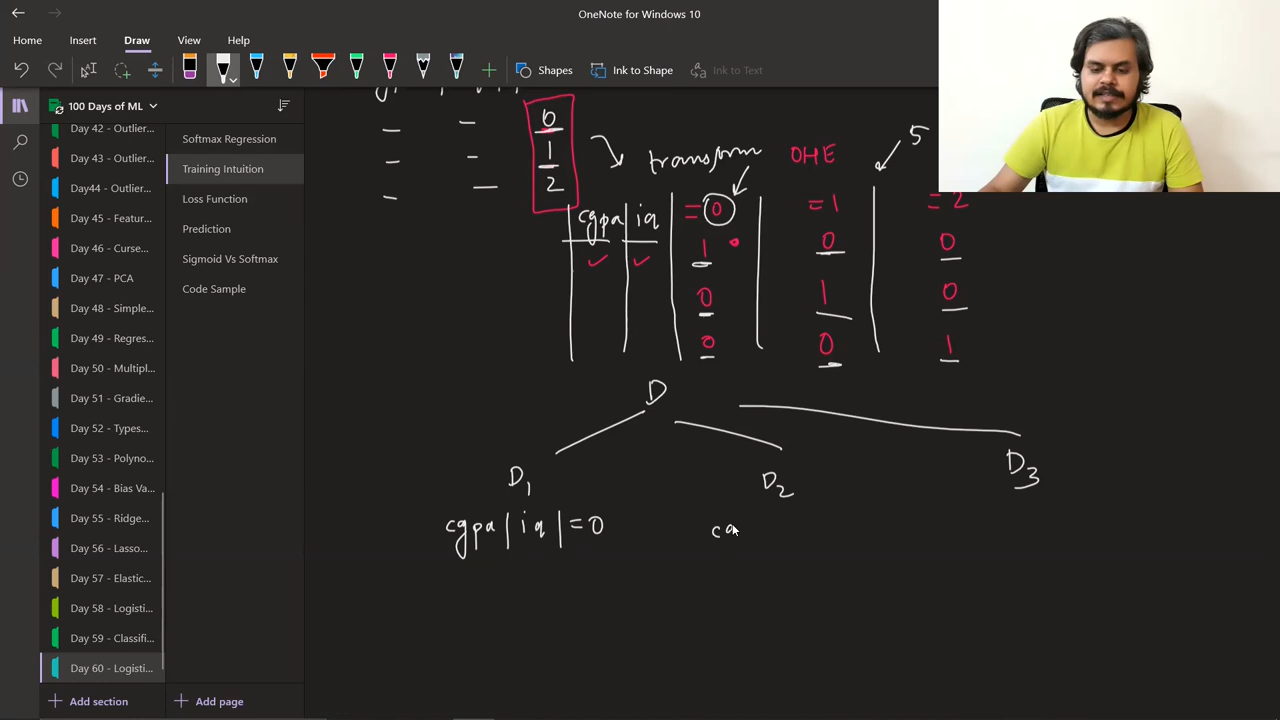 OneNote for Windows 10
Home Insert Draw View Help
Shapes Ink to Shape Ink to Text
100 Days of ML
Day 42 - Outlier...
Day 43 - Outlier...
Day44 - Outlier...
Day 45 - Featur...
Day 46 - Curse...
Day 47 - PCA
Day 48 - Simple...
Day 49 - Regres...
Day 50 - Multipl...
Day 51 - Gradie...
Day 52 - Types...
Day 53 - Polyno...
Day 54 - Bias Va...
Day 55 - Ridge...
Day 56 - Lasso...
Day 57 - Elastic...
Day 58 - Logisti...
Day 59 - Classifi...
Day 60 - Logisti...
Add section
Softmax Regression
Training Intuition
Loss Function
Prediction
Sigmoid Vs Softmax
Code Sample
Add page
0
1
2
transform OHE 5
cgpa iq =0 =1 =2
1 0 0
0 1 0
0 0 1
D
D1 D2 D3
cgpa | iq | =0